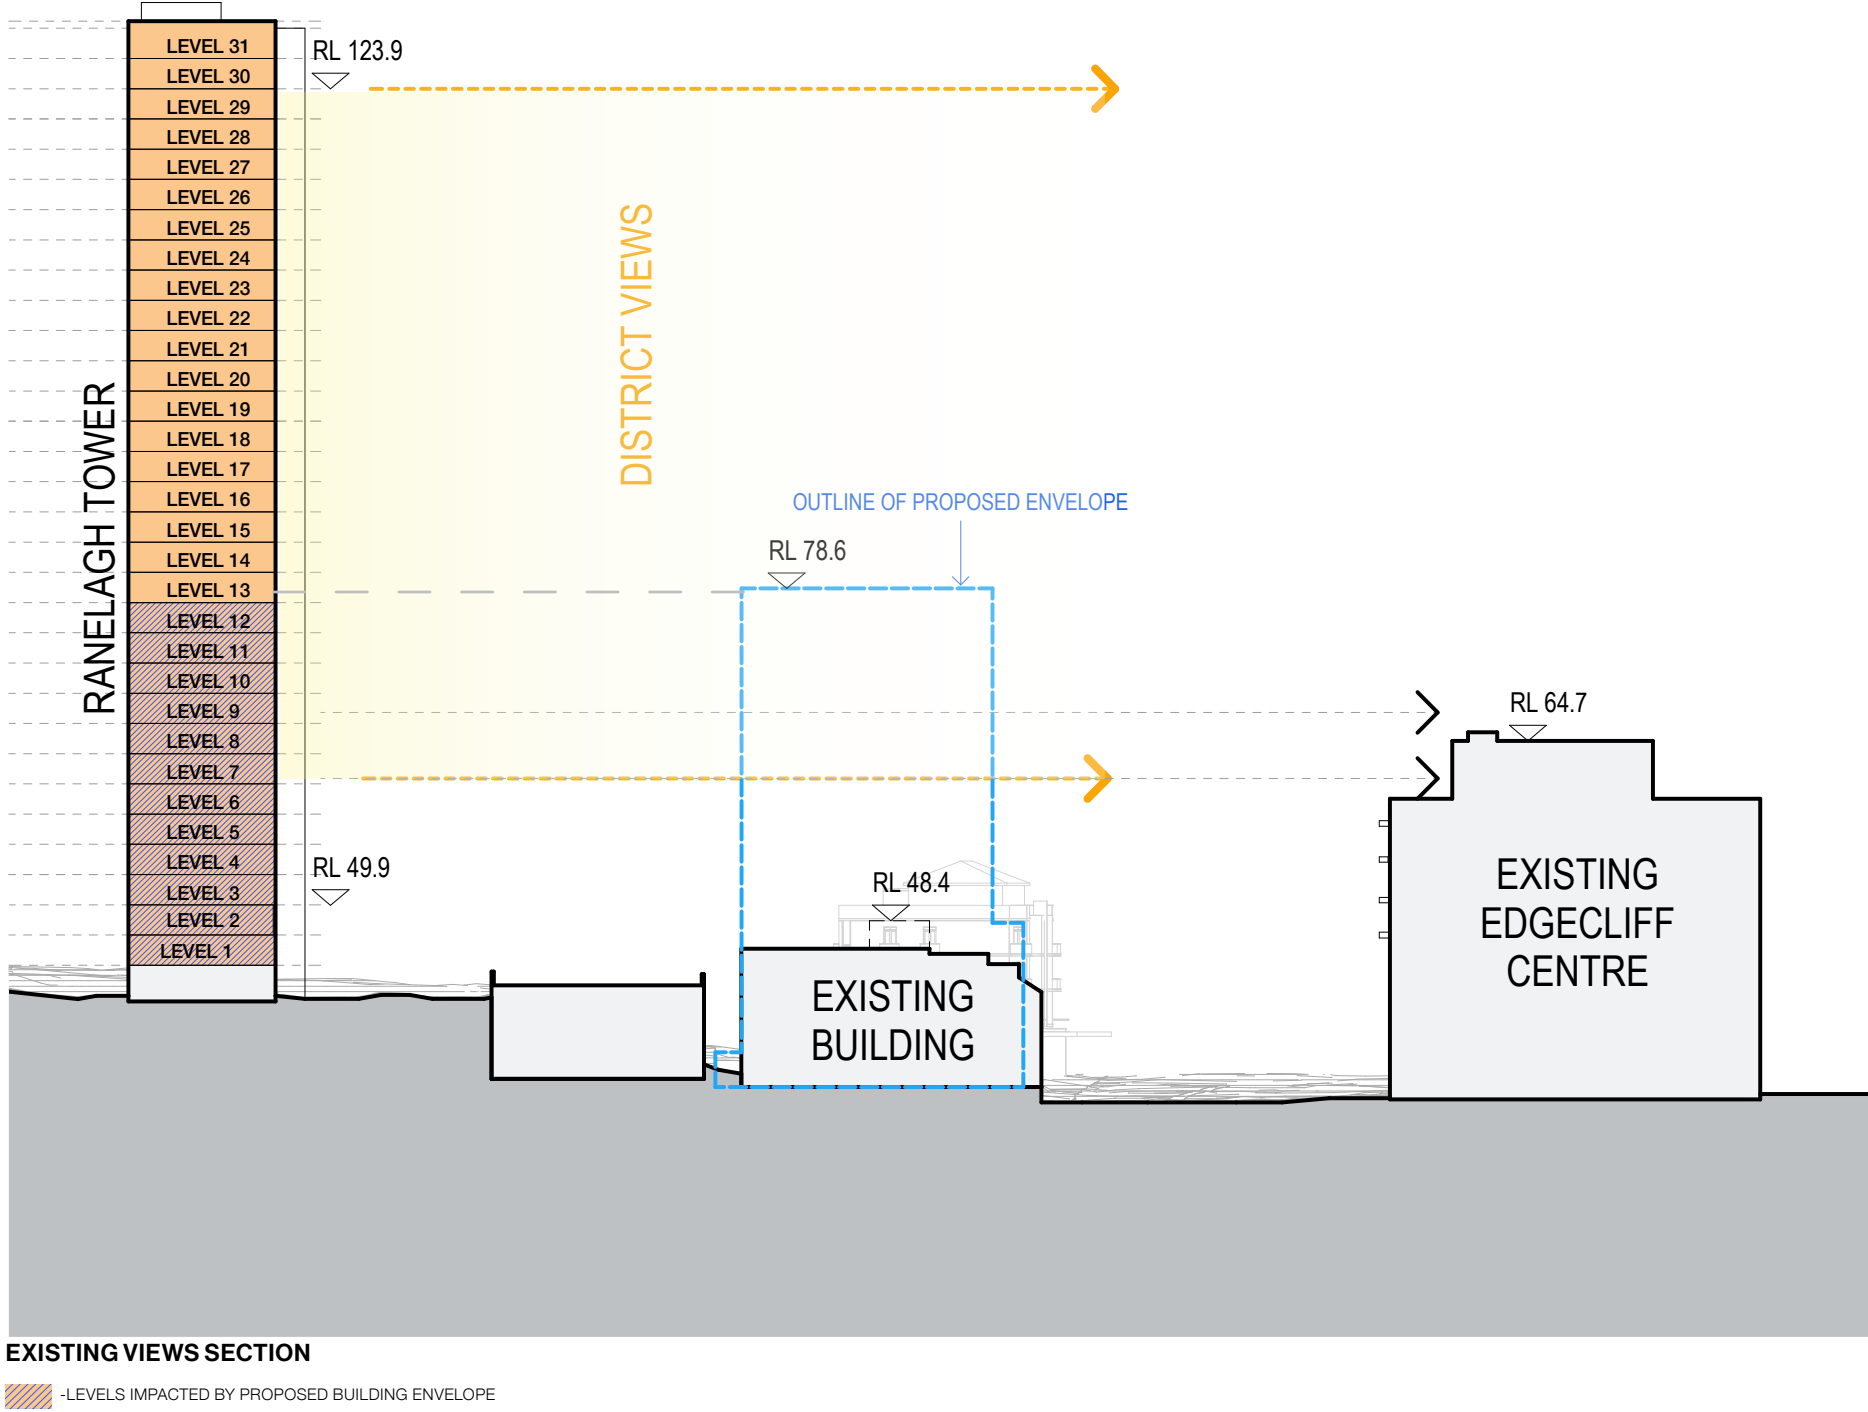 LEVEL 31
RL 123.9
LEVEL 30
LEVEL 29
LEVEL 28
LEVEL 27
LEVEL 26
LEVEL 25
LEVEL 24
LEVEL 23
LEVEL 22
LEVEL 21
LEVEL 20
LEVEL 19
LEVEL 18
LEVEL 17
LEVEL 16
LEVEL 15
LEVEL 14
LEVEL 13
LEVEL 12
LEVEL 11
LEVEL 10
LEVEL 9
LEVEL 8
LEVEL 7
LEVEL 6
LEVEL 5
LEVEL 4
LEVEL 3
LEVEL 2
LEVEL 1
RANELAGH TOWER
DISTRICT VIEWS
OUTLINE OF PROPOSED ENVELOPE
RL 78.6
RL 64.7
RL 49.9
RL 48.4
EXISTING
BUILDING
EXISTING
EDGECLIFF
CENTRE
EXISTING VIEWS SECTION
-LEVELS IMPACTED BY PROPOSED BUILDING ENVELOPE